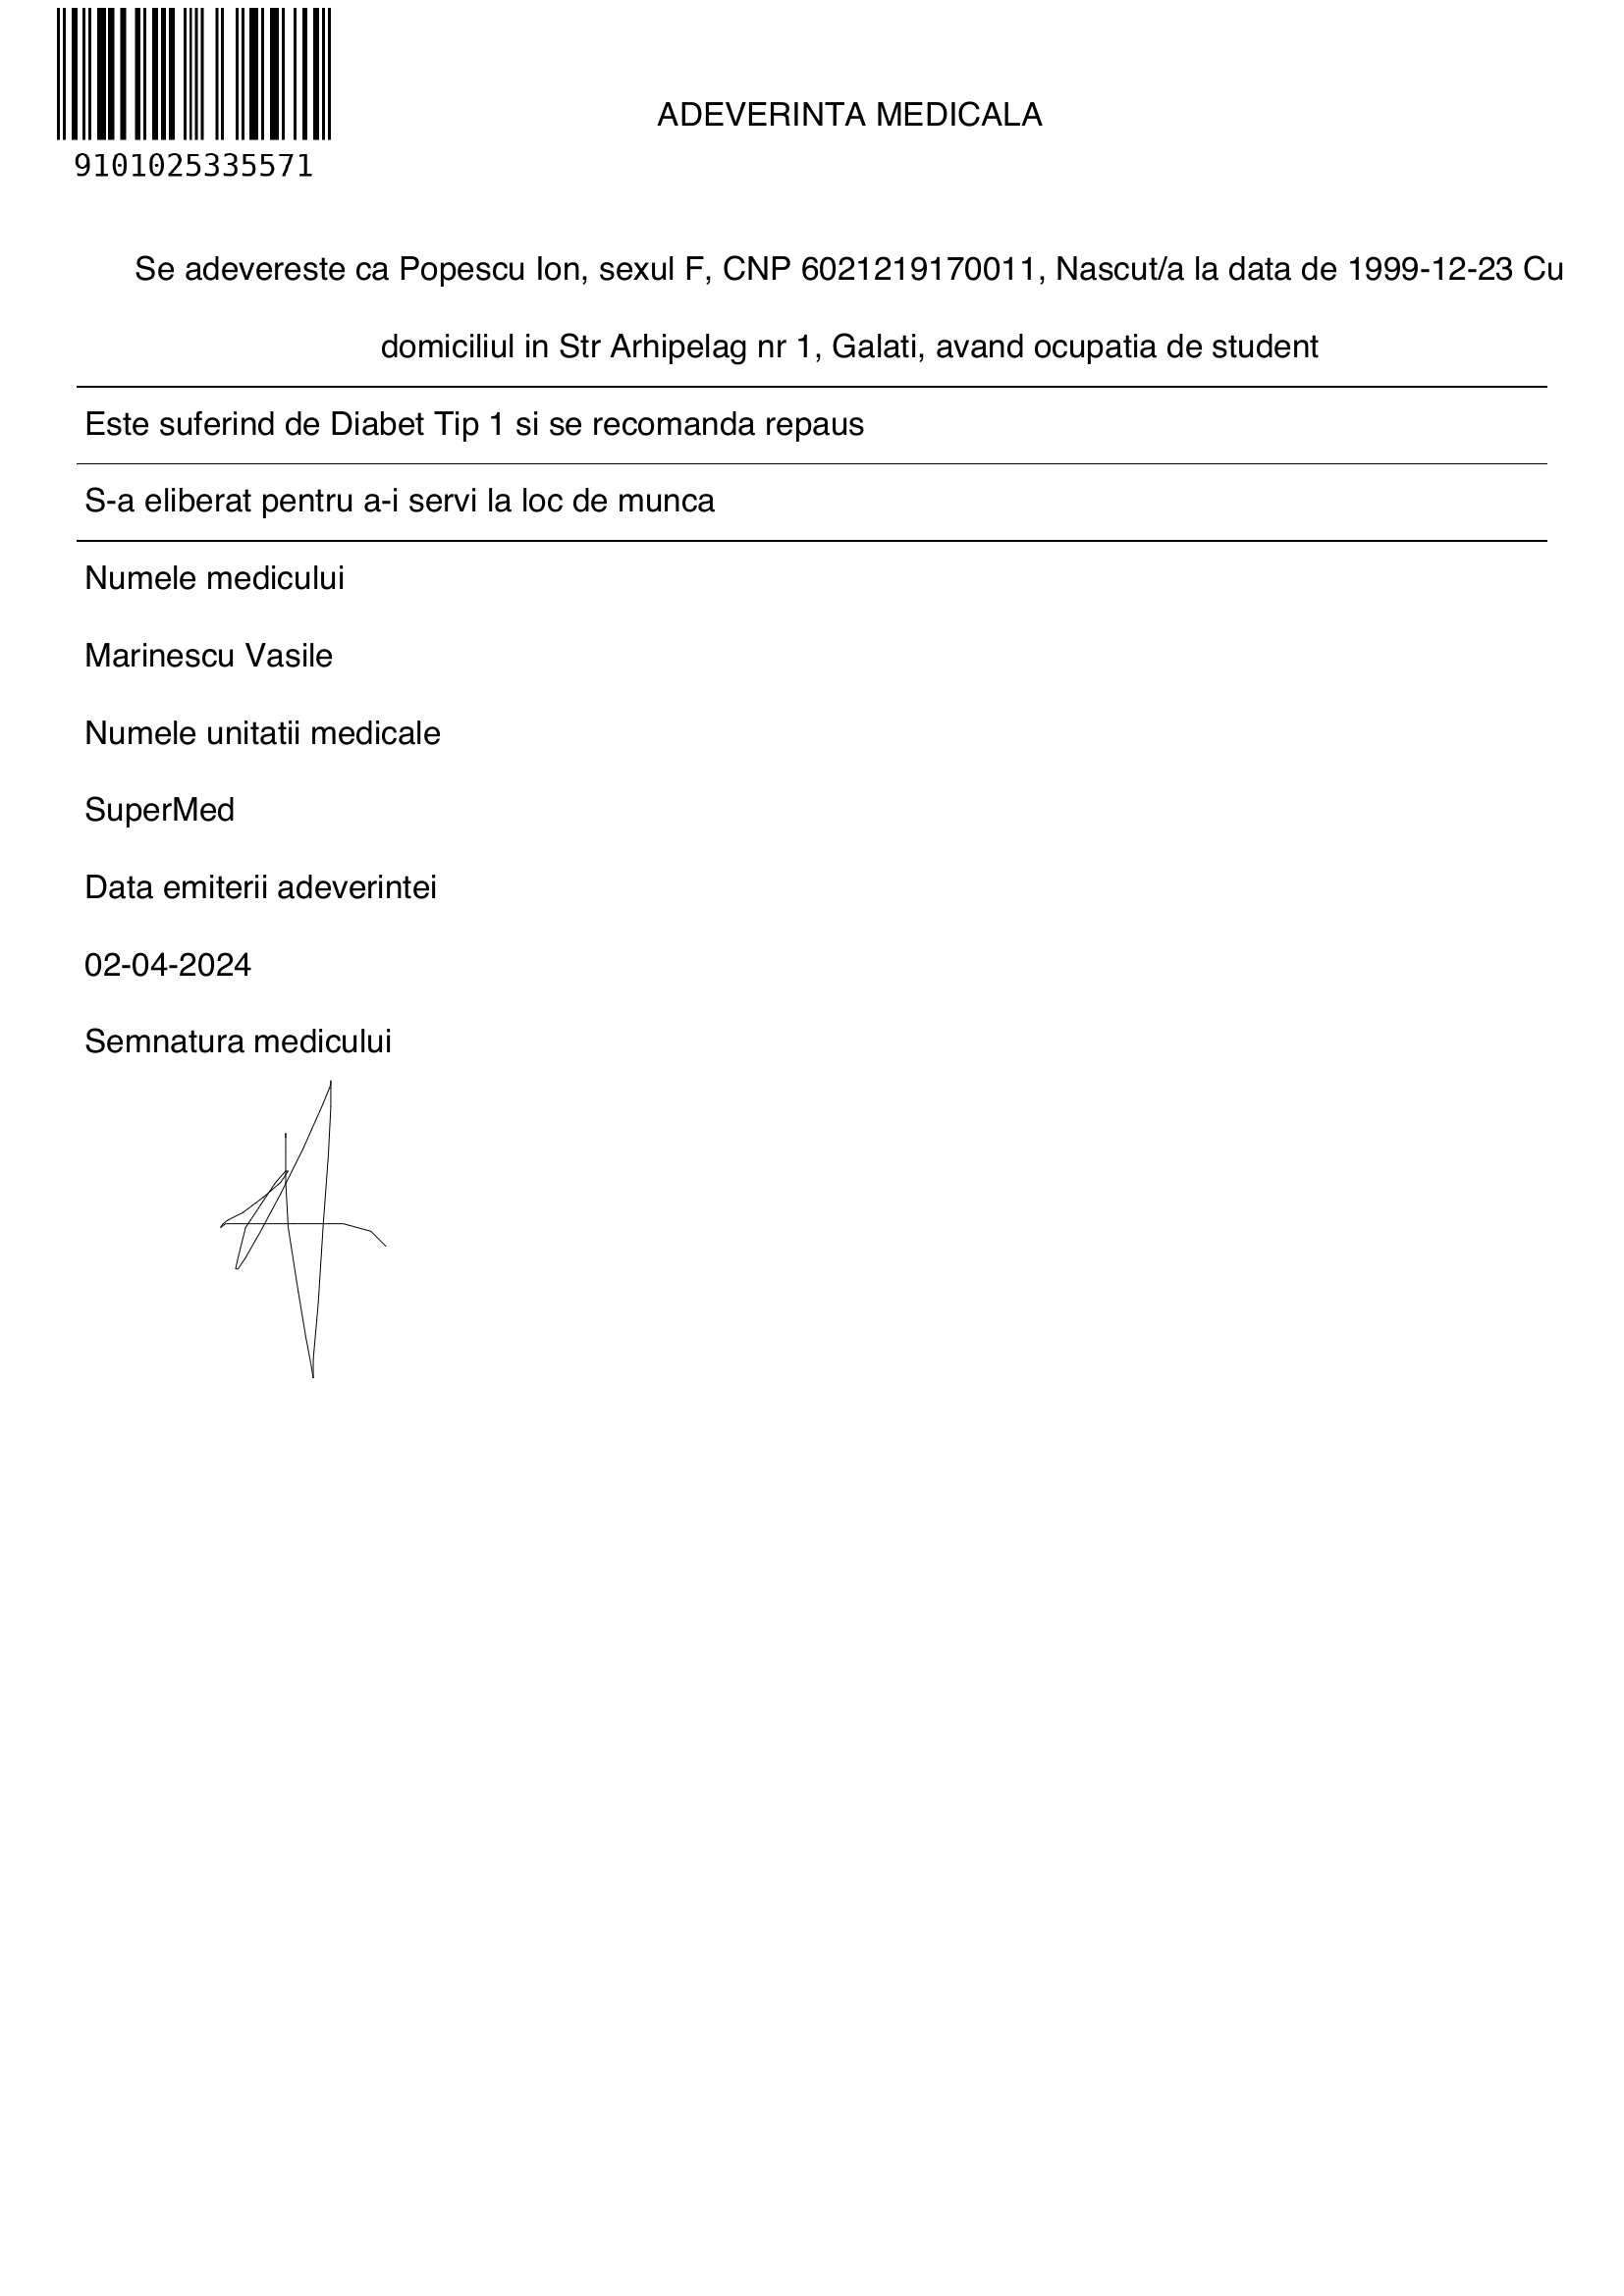 ADEVERINTA MEDICALA
9101025335571
Se adevereste ca Popescu Ion, sexul F, CNP 6021219170011, Nascut/a la data de 1999-12-23 Cu
domiciliul in Str Arhipelag nr 1, Galati, avand ocupatia de student
Este suferind de Diabet Tip 1 si se recomanda repaus
S-a eliberat pentru a-i servi la loc de munca
Numele medicului
Marinescu Vasile
Numele unitatii medicale
SuperMed
Data emiterii adeverintei
02-04-2024
Semnatura medicului